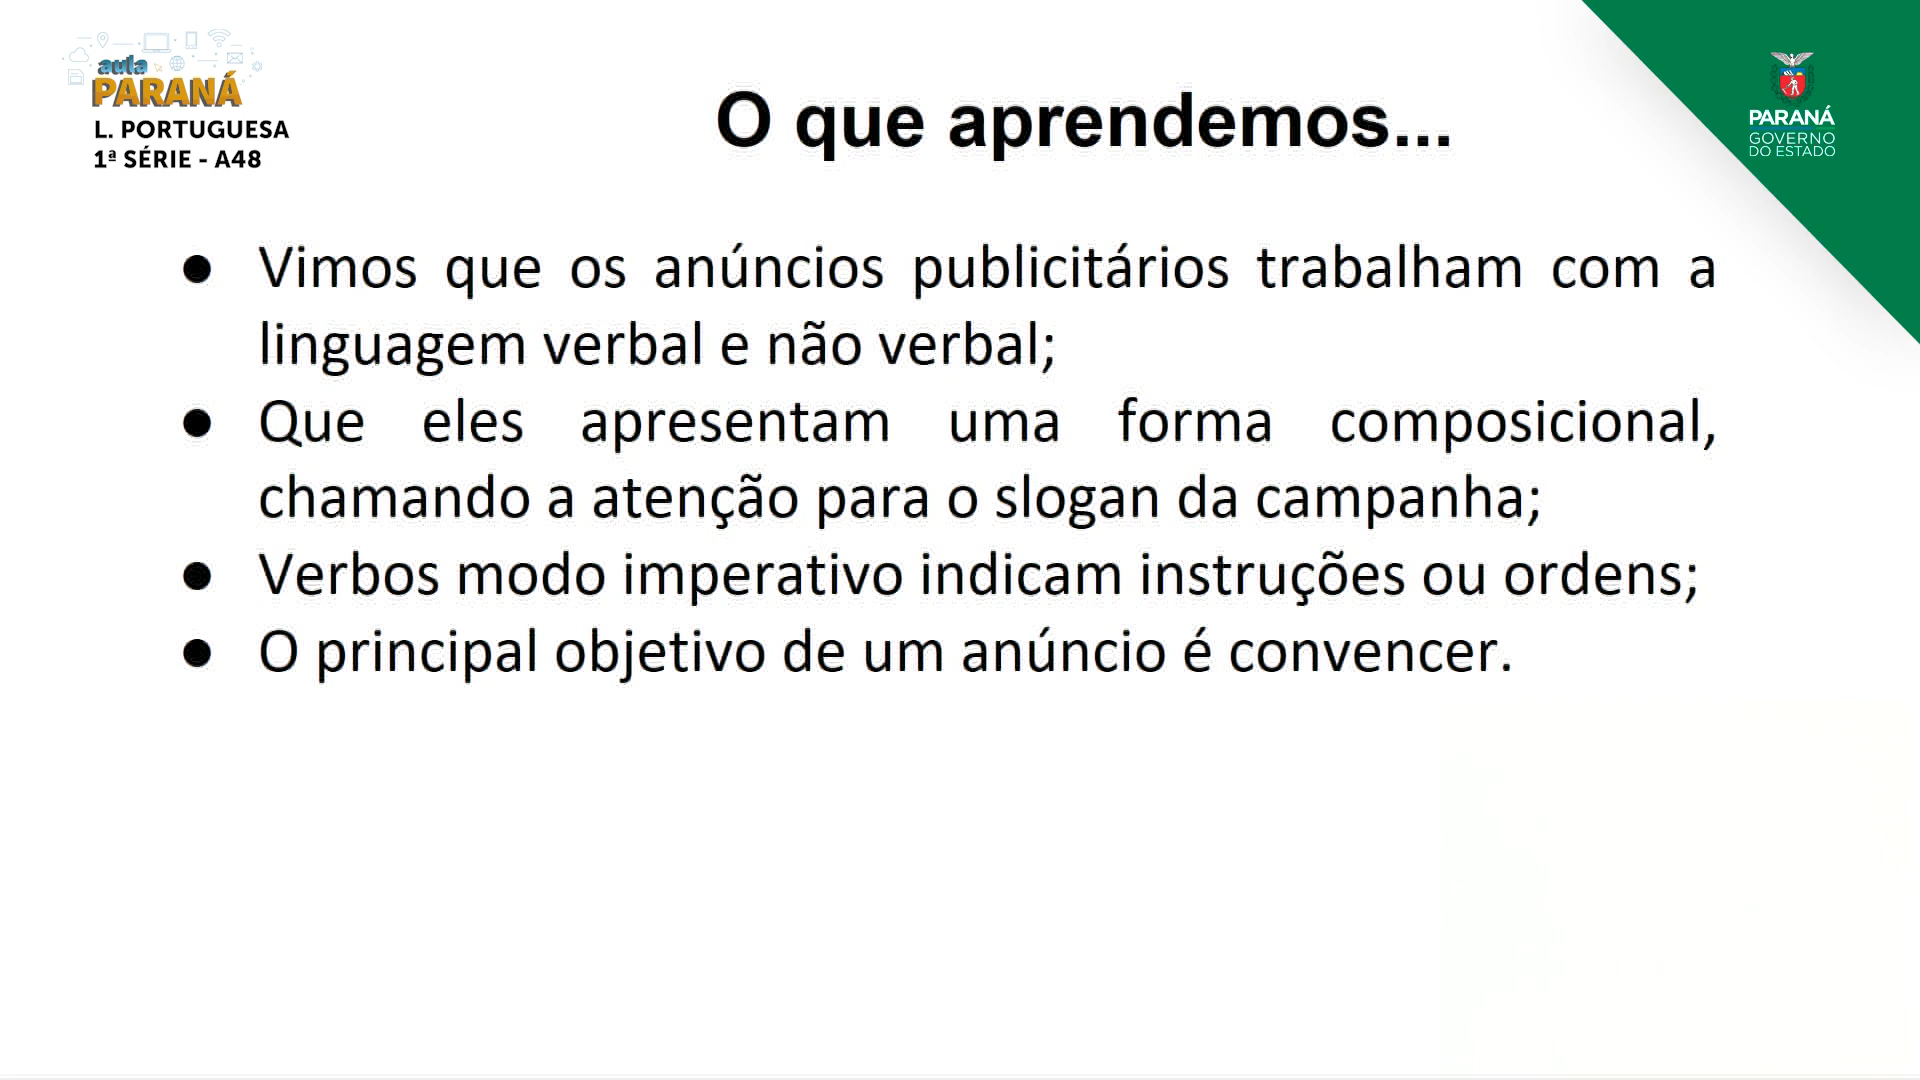 aula
PARANÁ
L. PORTUGUESA
1ª SÉRIE - A48
O que aprendemos...
PARANÁ
GOVERNO
DO ESTADO
● Vimos que os anúncios publicitários trabalham com a
linguagem verbal e não verbal;
● Que eles apresentam uma forma composicional,
chamando a atenção para o slogan da campanha;
● Verbos modo imperativo indicam instruções ou ordens;
● O principal objetivo de um anúncio é convencer.